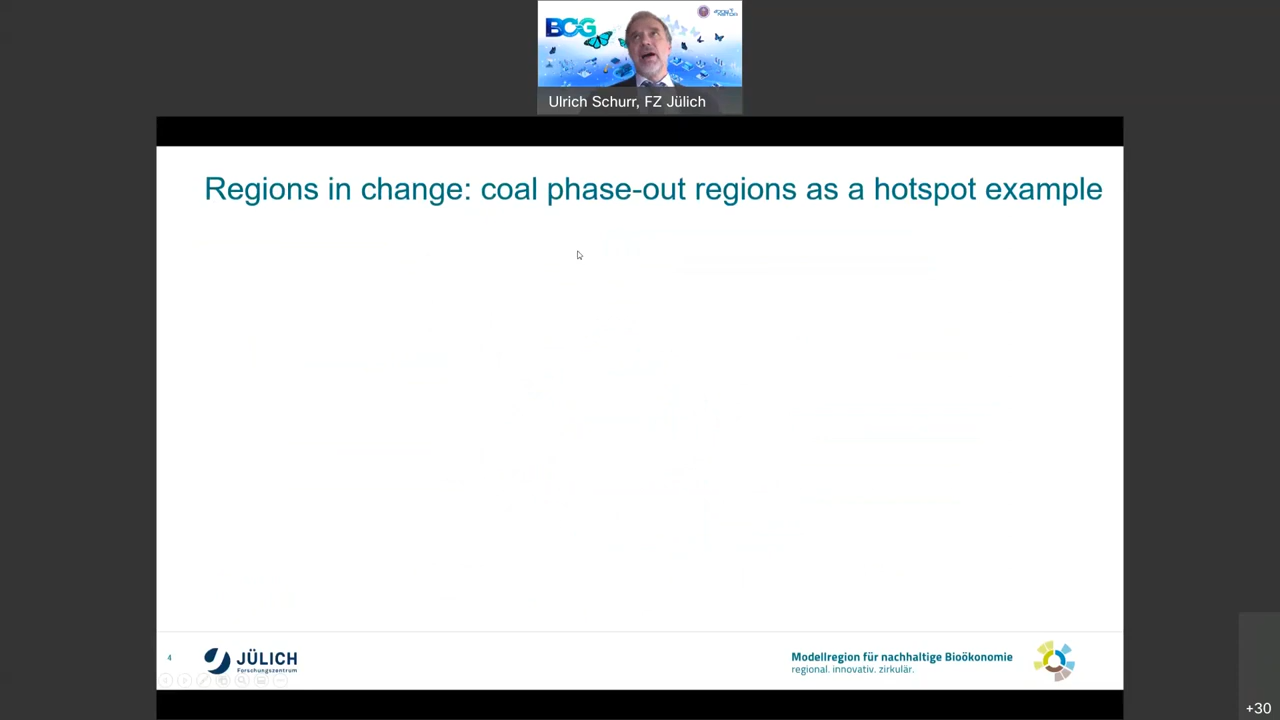 BCG
Ulrich Schurr, FZ Jülich
Regions in change: coal phase-out regions as a hotspot example
4
JÜLICH
Forschungszentrum
Modellregion für nachhaltige Bioökonomie
regional. innovativ. zirkulär.
+30